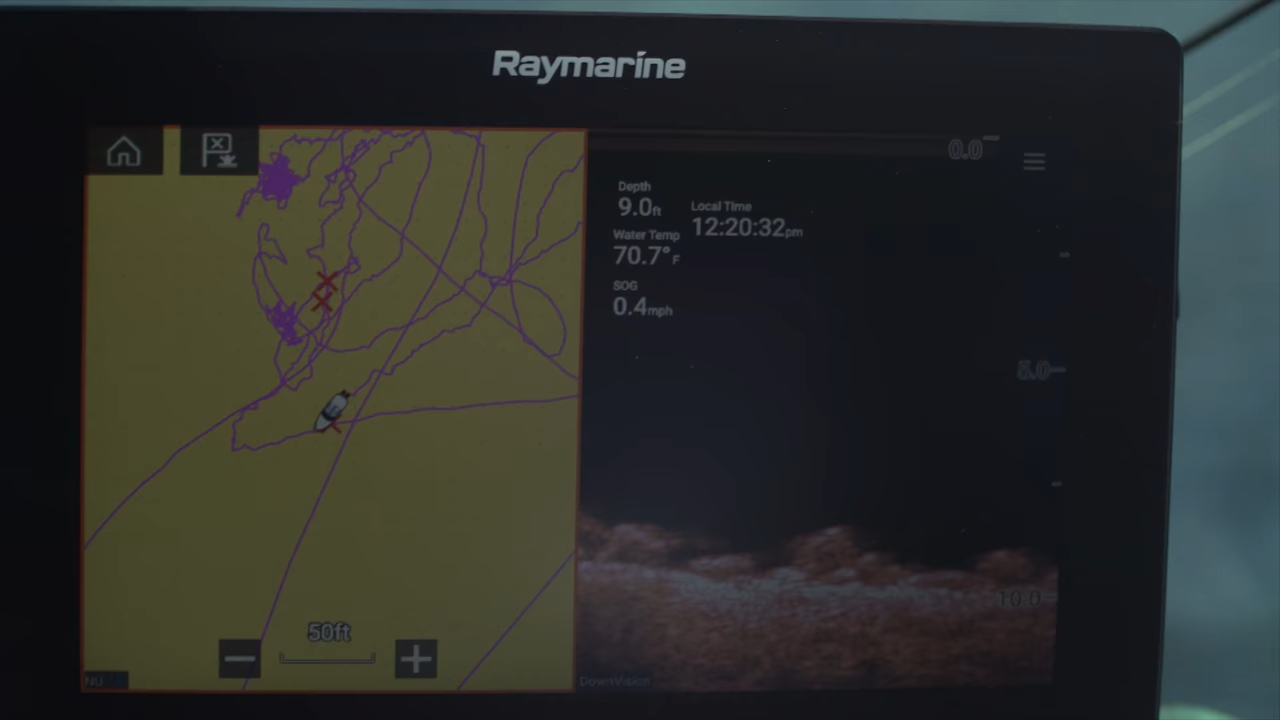 Raymarine
0.0
Depth
9.0ft
Local Time
12:20:32pm
Water Temp
70.7°F
SOG
0.4mph
5.0
10.0
50ft
NU
DownVision